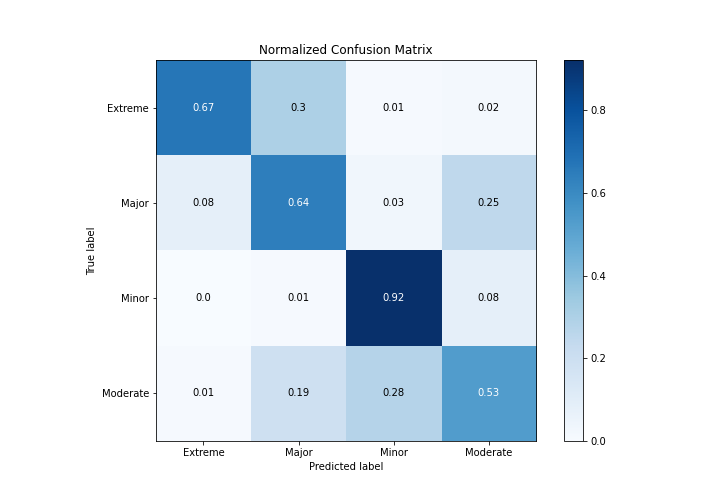 Normalized Confusion Matrix
Extreme 0.67 0.3 0.01 0.02
Major 0.08 0.64 0.03 0.25
Minor 0.0 0.01 0.92 0.08
Moderate 0.01 0.19 0.28 0.53
Extreme Major Minor Moderate
Predicted label
True label
0.8
0.6
0.4
0.2
0.0